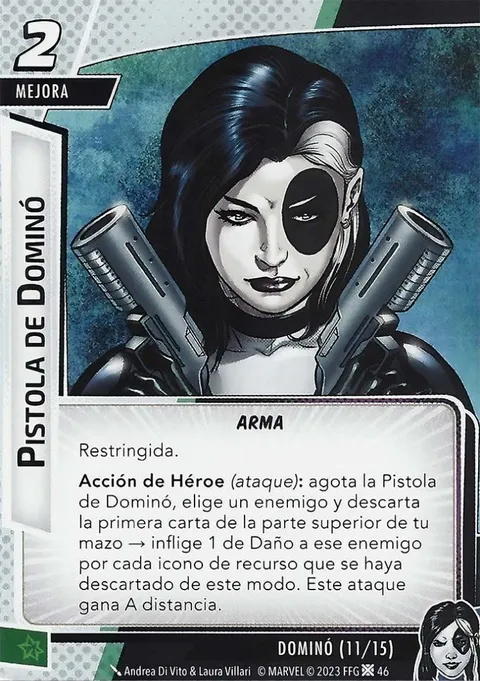 2
MEJORA
PISTOLA DE DOMINÓ
ARMA
Restringida.
Acción de Héroe (ataque): agota la Pistola
de Dominó, elige un enemigo y descarta
la primera carta de la parte superior de tu
mazo → inflige 1 de Daño a ese enemigo
por cada icono de recurso que se haya
descartado de este modo. Este ataque
gana A distancia.
DOMINÓ (11/15)
Andrea Di Vito & Laura Villari © MARVEL © 2023 FFG 46